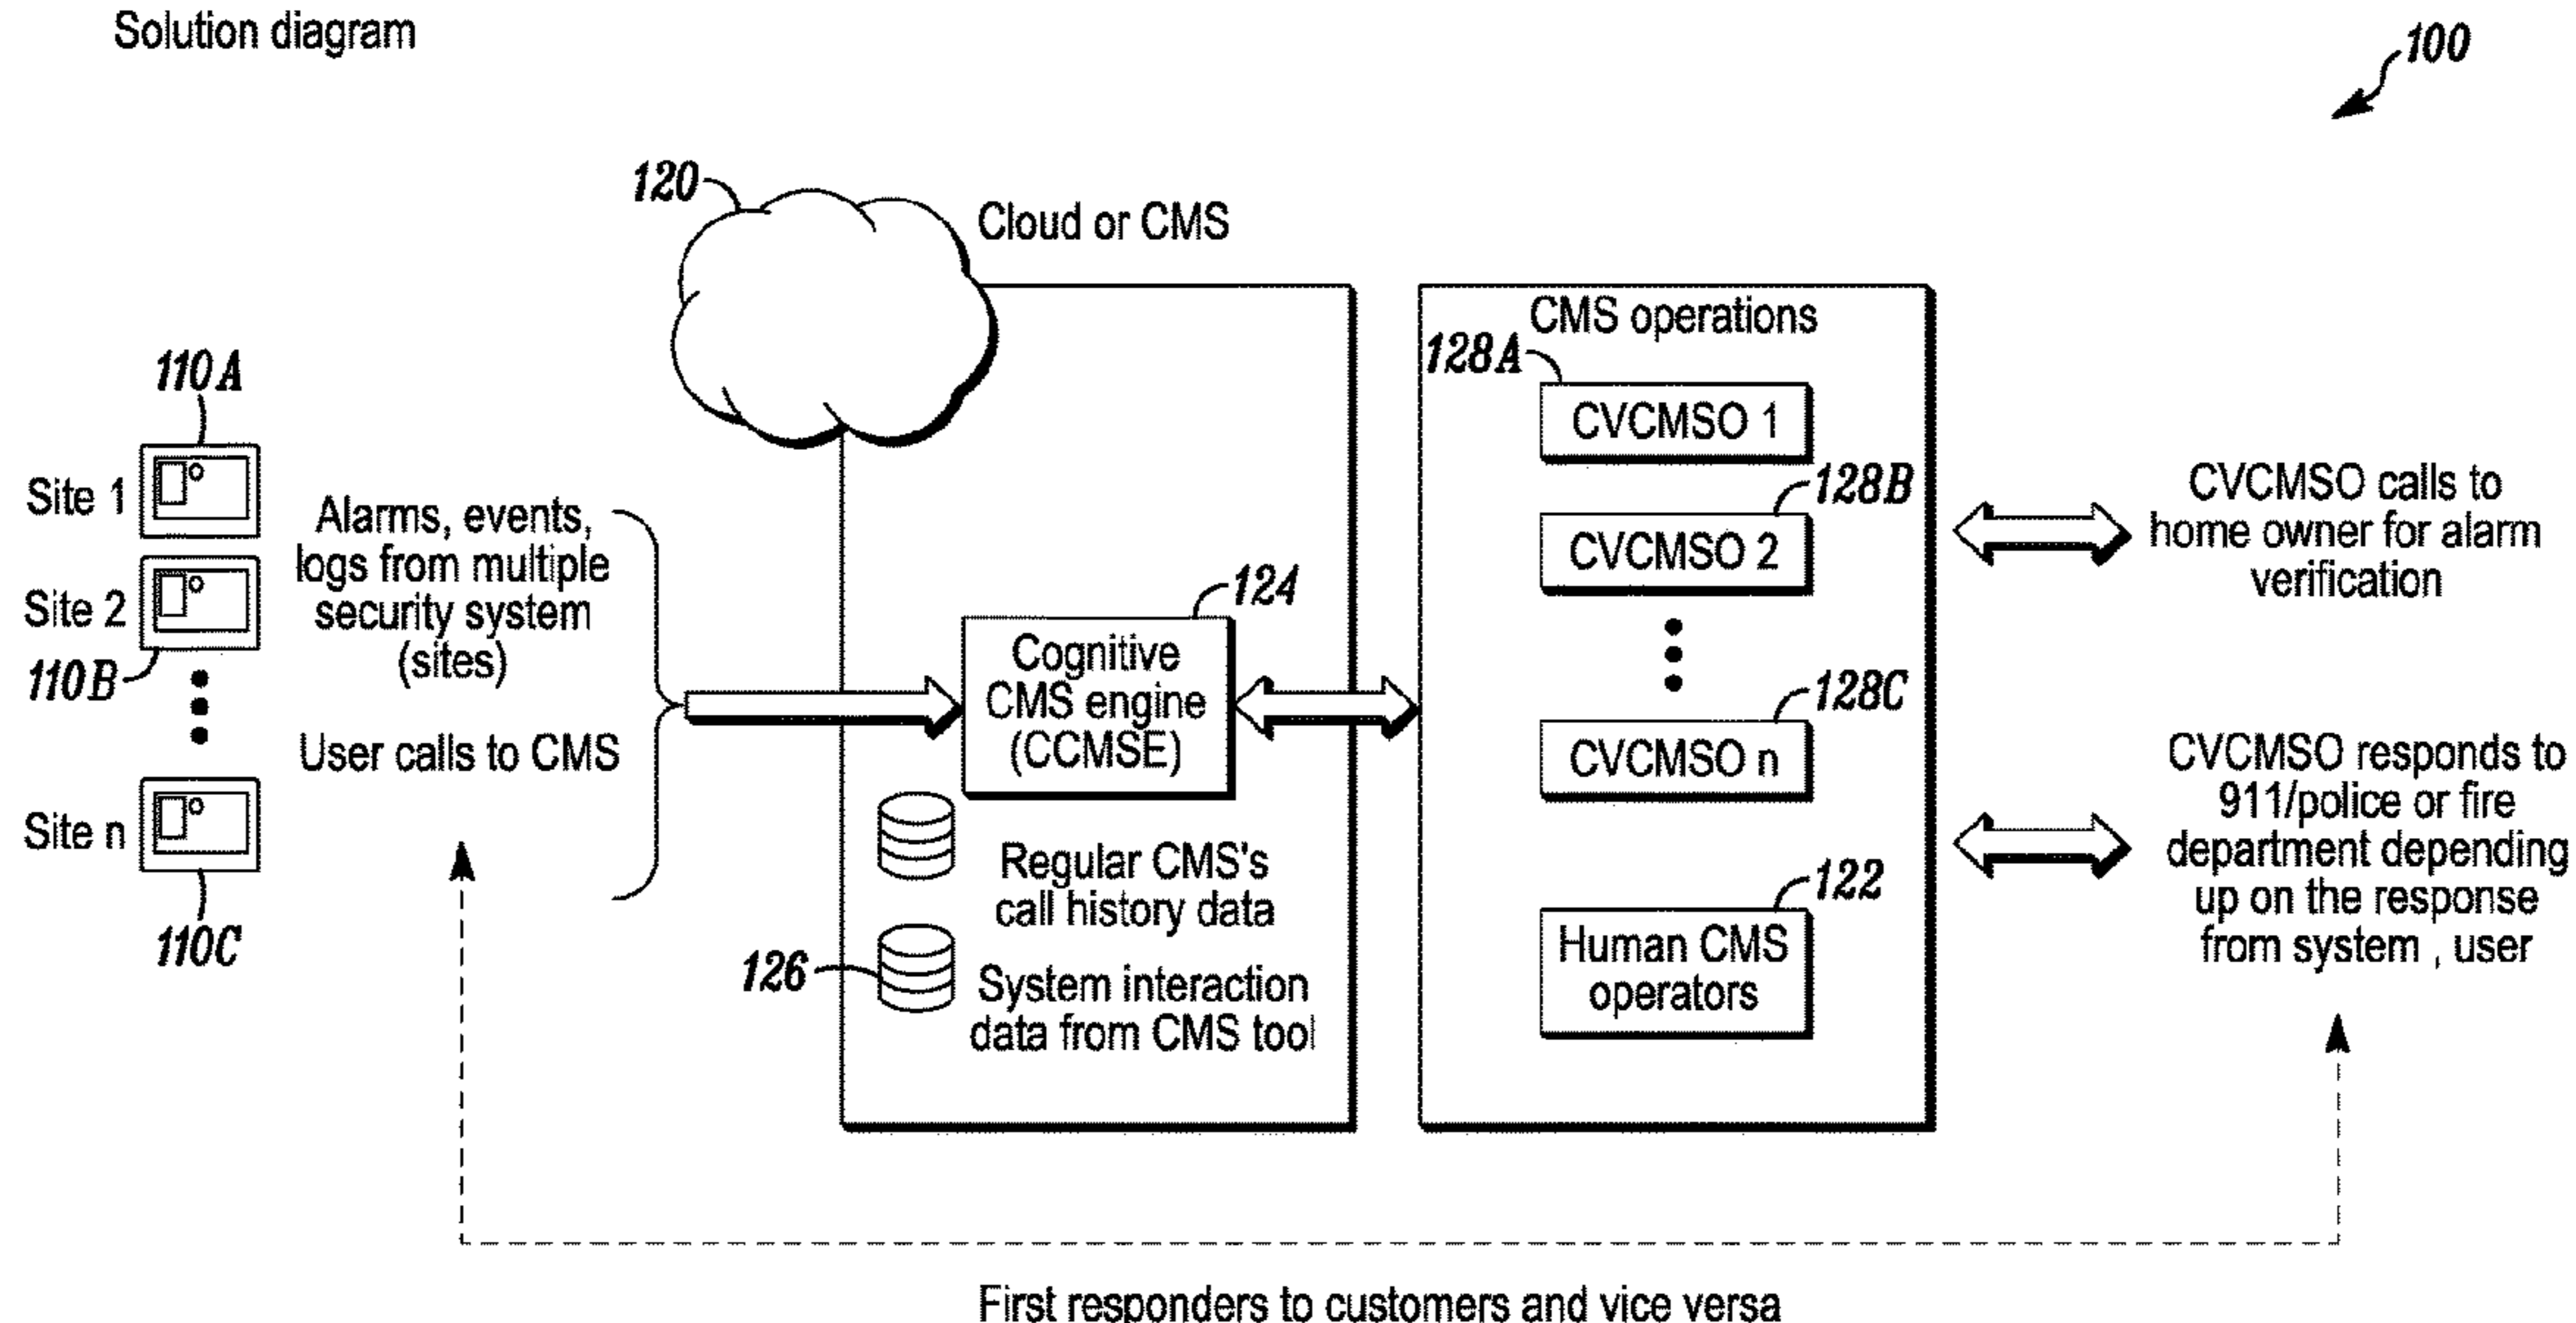 Solution diagram
100
120
Cloud or CMS
CMS operations
110A
Site 1
Site 2
110B
Site n
110C
Alarms, events,
logs from multiple
security system
(sites)
User calls to CMS
124
Cognitive
CMS engine
(CCMSE)
Regular CMS's
call history data
126
System interaction
data from CMS tool
128A
CVCMSO 1
128B
CVCMSO 2
128C
CVCMSO n
122
Human CMS
operators
CVCMSO calls to
home owner for alarm
verification
CVCMSO responds to
911/police or fire
department depending
up on the response
from system , user
First responders to customers and vice versa